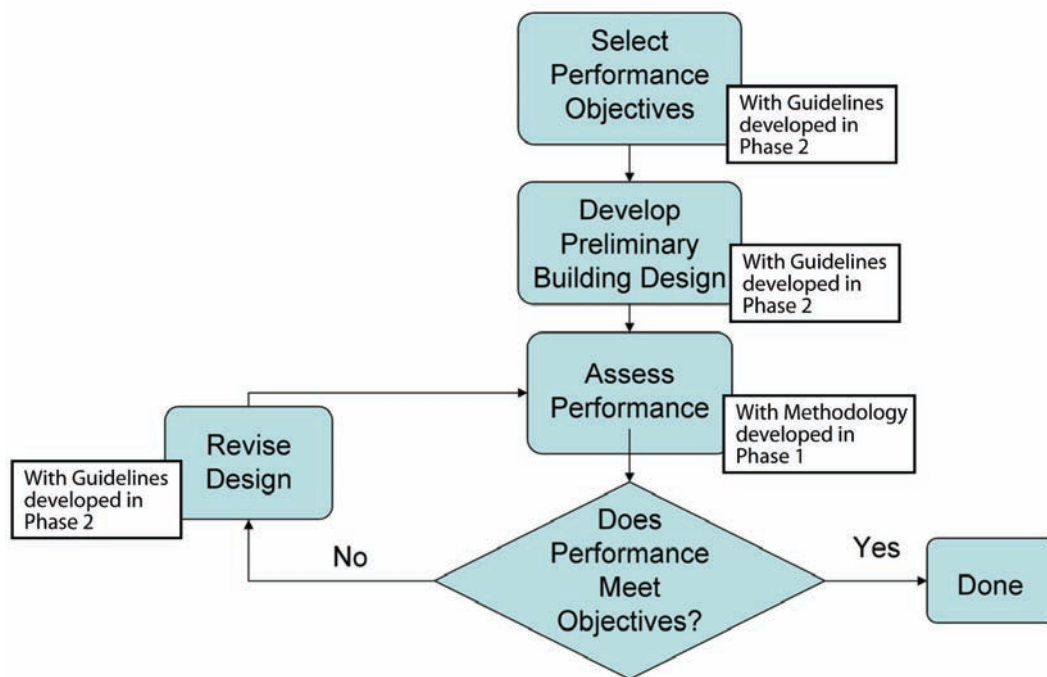 Select
Performance
Objectives
With Guidelines
developed in
Phase 2
Develop
Preliminary
Building Design
With Guidelines
developed in
Phase 2
Assess
Performance
With Methodology
developed in
Phase 1
Revise
Design
With Guidelines
developed in
Phase 2
Does
Performance
Meet
Objectives?
No
Yes
Done